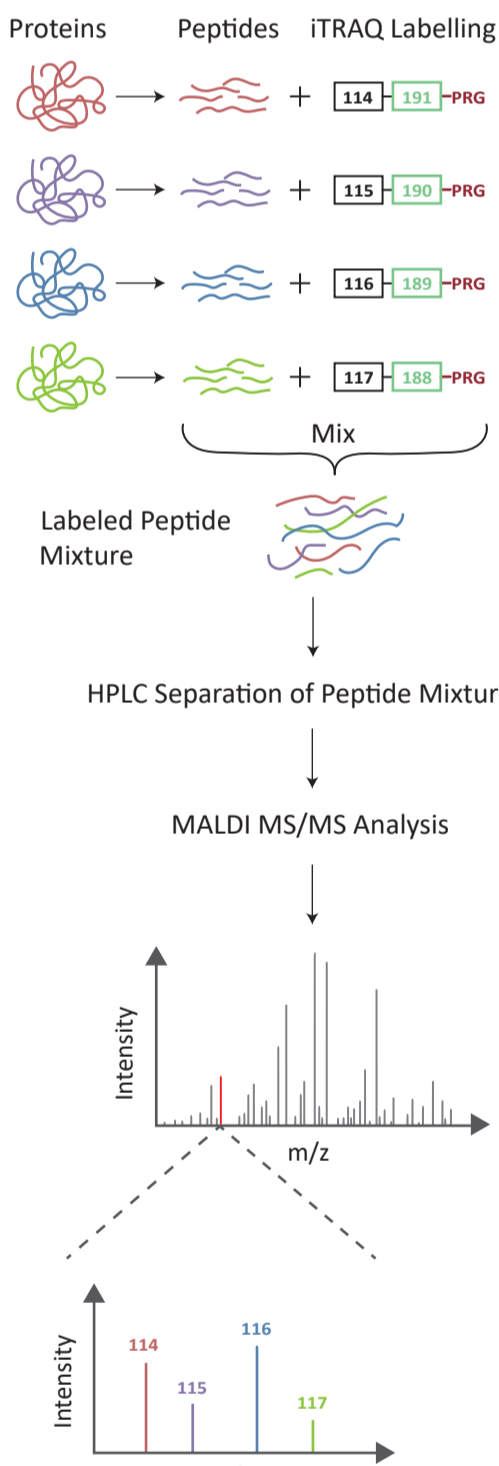 Proteins Peptides iTRAQ Labelling
+ 114 191 PRG
+ 115 190 PRG
+ 116 189 PRG
+ 117 188 PRG
Mix
Labeled Peptide
Mixture
HPLC Separation of Peptide Mixtur
MALDI MS/MS Analysis
Intensity
m/z
Intensity
114
115
116
117